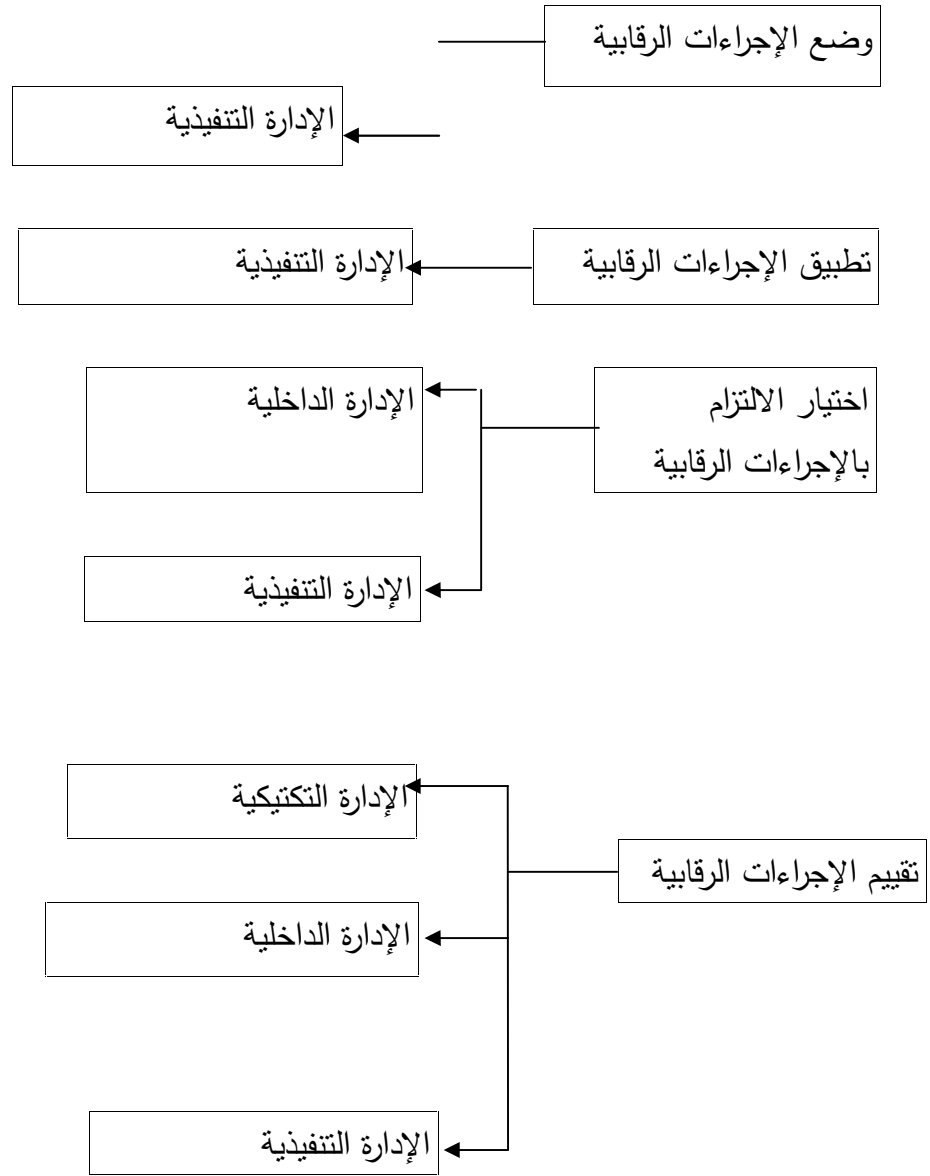 وضع الإجراءات الرقابية
الإدارة التنفيذية
تطبيق الإجراءات الرقابية
الإدارة التنفيذية
اختيار الالتزام
بالإجراءات الرقابية
الإدارة الداخلية
الإدارة التنفيذية
تقييم الإجراءات الرقابية
الإدارة التكتيكية
الإدارة الداخلية
الإدارة التنفيذية